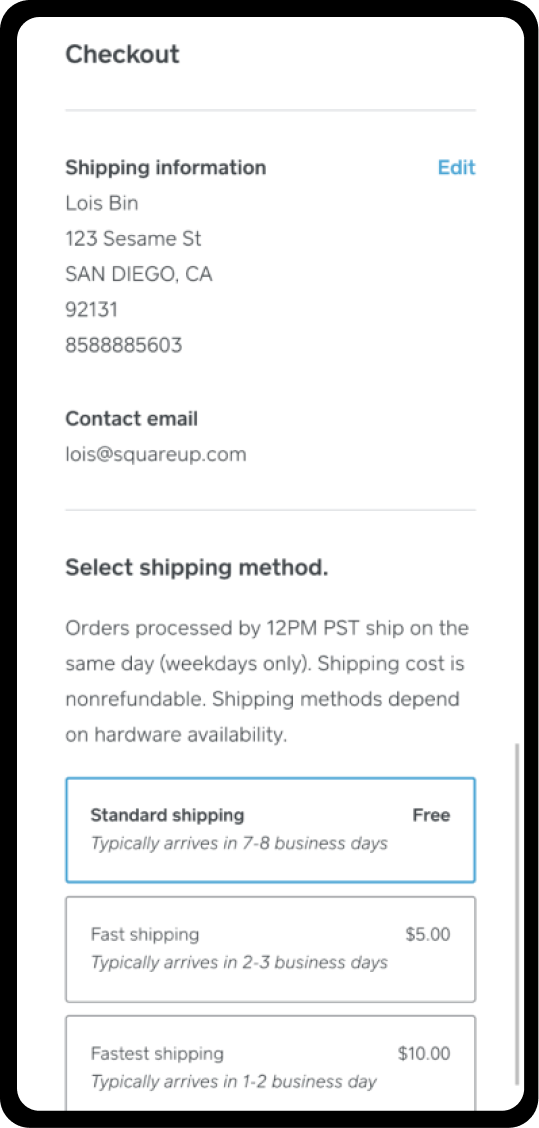 Checkout
Shipping information Edit
Lois Bin
123 Sesame St
SAN DIEGO, CA
92131
8588885603
Contact email
lois@squareup.com
Select shipping method.
Orders processed by 12PM PST ship on the
same day (weekdays only). Shipping cost is
nonrefundable. Shipping methods depend
on hardware availability.
Standard shipping Free
Typically arrives in 7-8 business days
Fast shipping $5.00
Typically arrives in 2-3 business days
Fastest shipping $10.00
Typically arrives in 1-2 business day